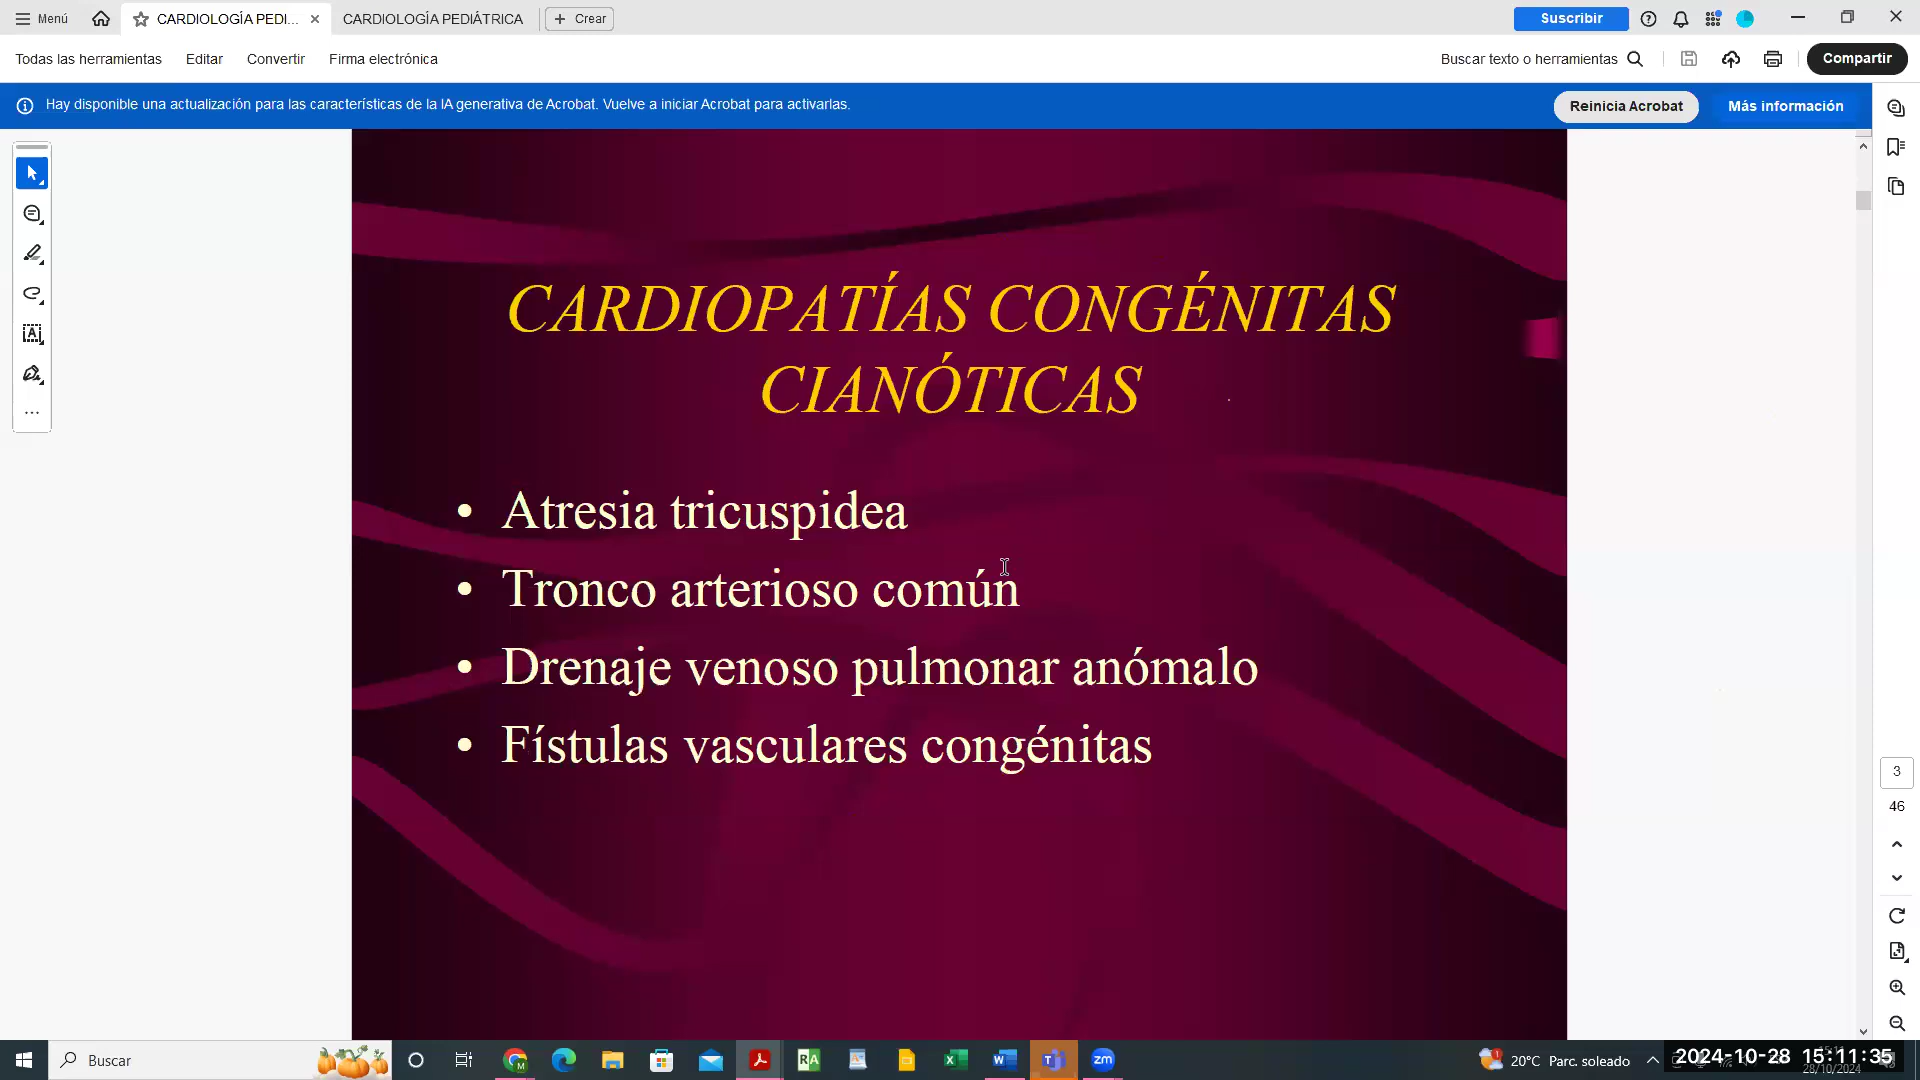 Menú
CARDIOLOGÍA PEDI...
CARDIOLOGÍA PEDIÁTRICA
Crear
Suscribir
Todas las herramientas
Editar
Convertir
Firma electrónica
Buscar texto o herramientas
Compartir
Hay disponible una actualización para las características de la IA generativa de Acrobat. Vuelve a iniciar Acrobat para activarlas.
Reinicia Acrobat
Más información
CARDIOPATÍAS CONGÉNITAS
CIANÓTICAS
• Atresia tricuspidea
• Tronco arterioso común
• Drenaje venoso pulmonar anómalo
• Fístulas vasculares congénitas
3
46
Buscar
20°C Parc. soleado
2024-10-28 15:11:35
28/10/2024